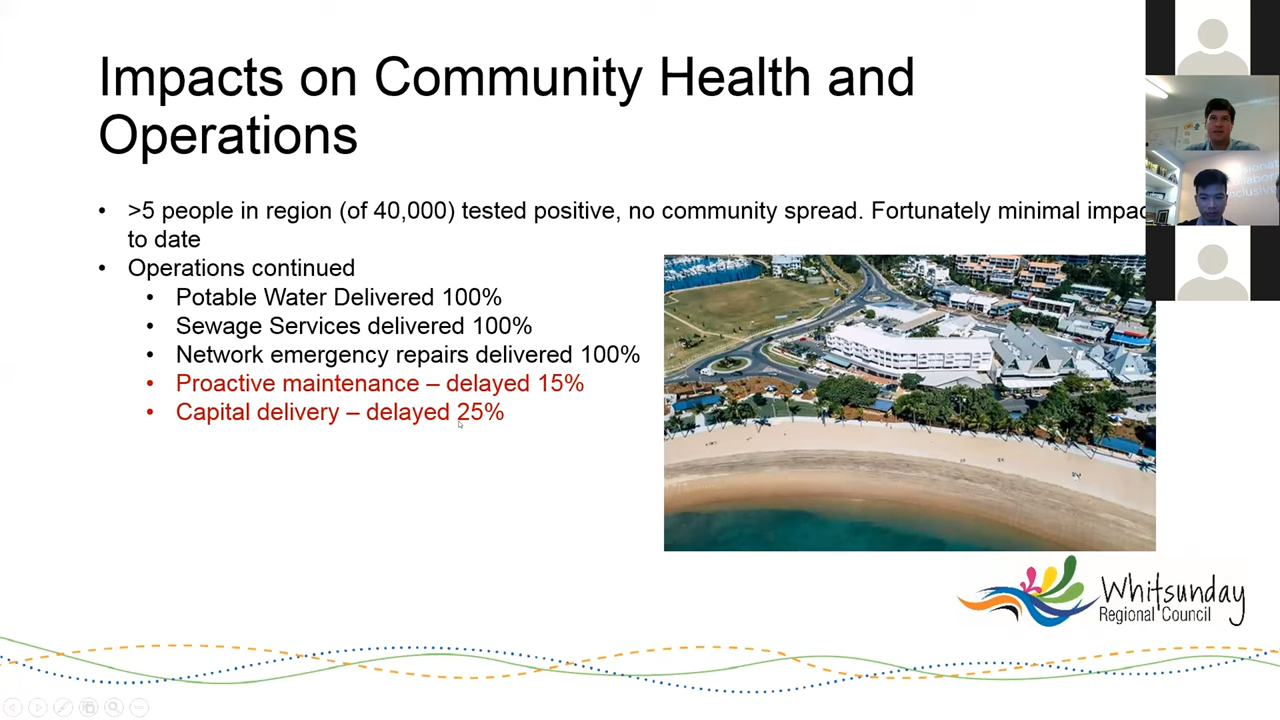 Impacts on Community Health and
Operations
• >5 people in region (of 40,000) tested positive, no community spread. Fortunately minimal impac
to date
• Operations continued
• Potable Water Delivered 100%
• Sewage Services delivered 100%
• Network emergency repairs delivered 100%
• Proactive maintenance – delayed 15%
• Capital delivery – delayed 25%
Whitsunday
Regional Council